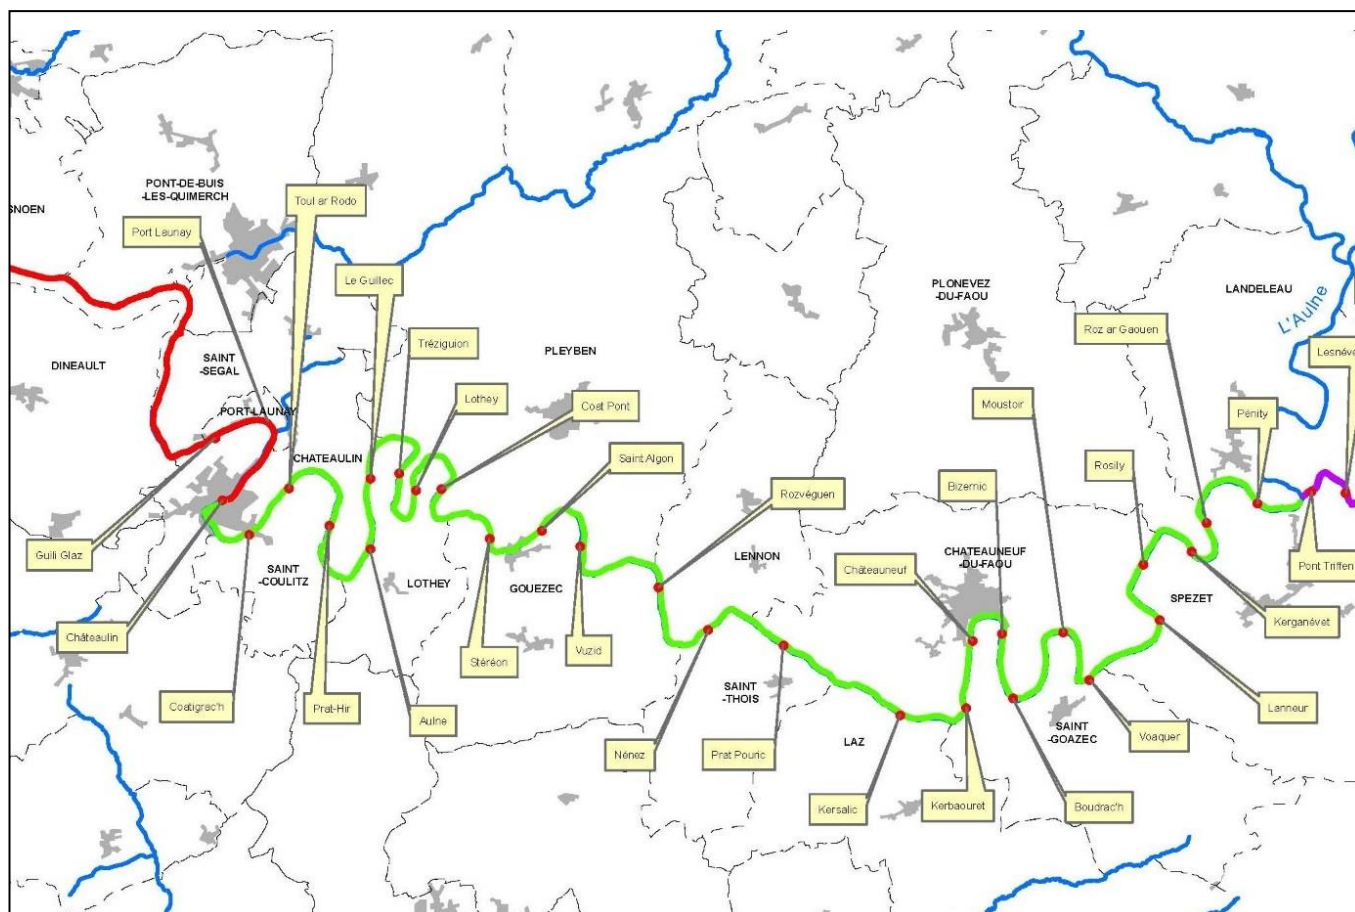 PONT-DE-BUIS
-LES-QUIMERCH
SNOEN
Toul ar Rodo
Port Launay
Le Guillec
PLONEVEZ
-DU-FAOU
LANDELEAU
L'Aulne
Roz ar Gaouen
Tréziguion
PLEYBEN
Lesnéve
SAINT
-SEGAL
DINEAULT
Lothey
Coat Pont
Moustoir
Pénity
PORT-LAUNAY
CHATEAULIN
Saint Algon
Rosily
Bizernic
Rozvéguen
Guili Glaz
LENNON
CHATEAUNEUF
-DU-FAOU
Châteauneuf
Pont Triffen
SAINT
-COULITZ
LOTHEY
GOUEZEC
SPEZET
Kerganévet
Châteaulin
Stéréon
Vuzid
SAINT
-THOIS
Coatigrac'h
Prat-Hir
Aulne
Lanneur
SAINT
-GOAZEC
Voaquer
LAZ
Nénez
Prat Pouric
Kersalic
Kerbaouret
Boudrac'h